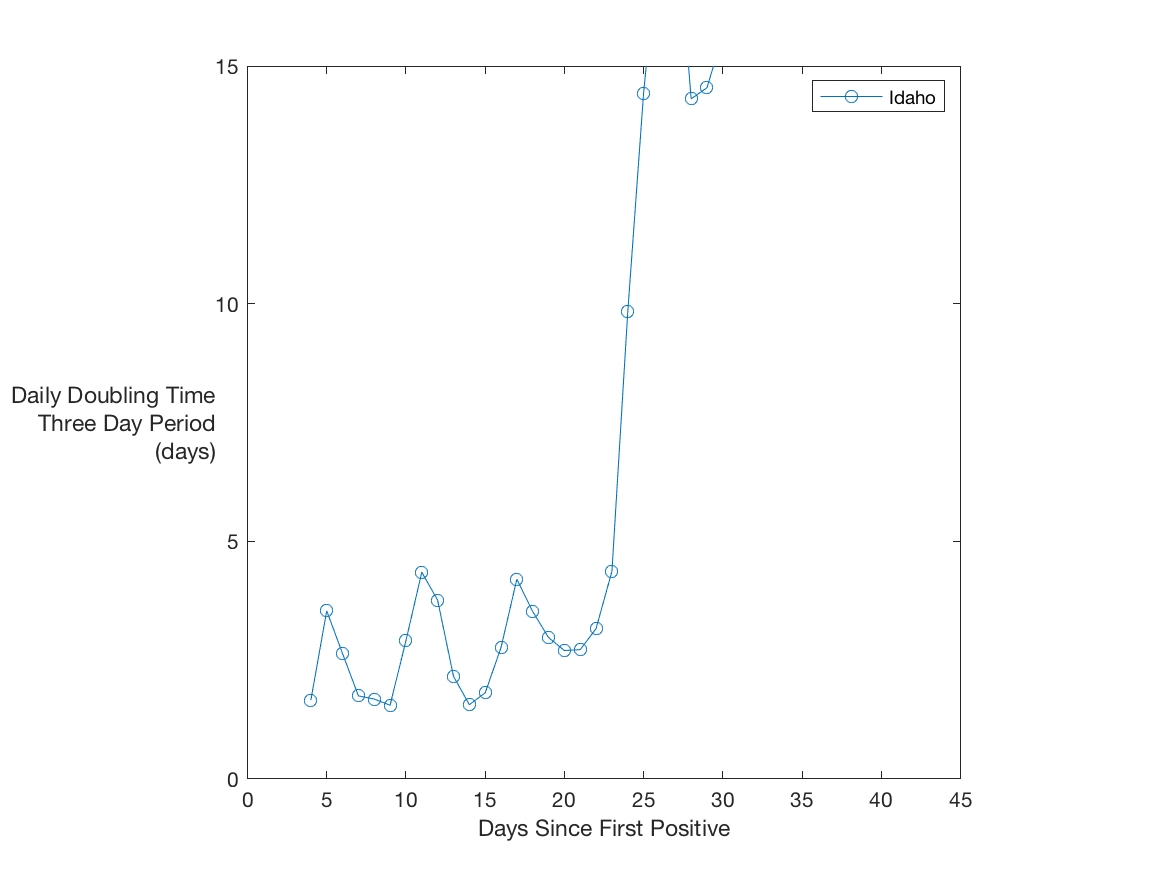 15
Idaho
10
Daily Doubling Time
Three Day Period
(days)
5
0
0 5 10 15 20 25 30 35 40 45
Days Since First Positive